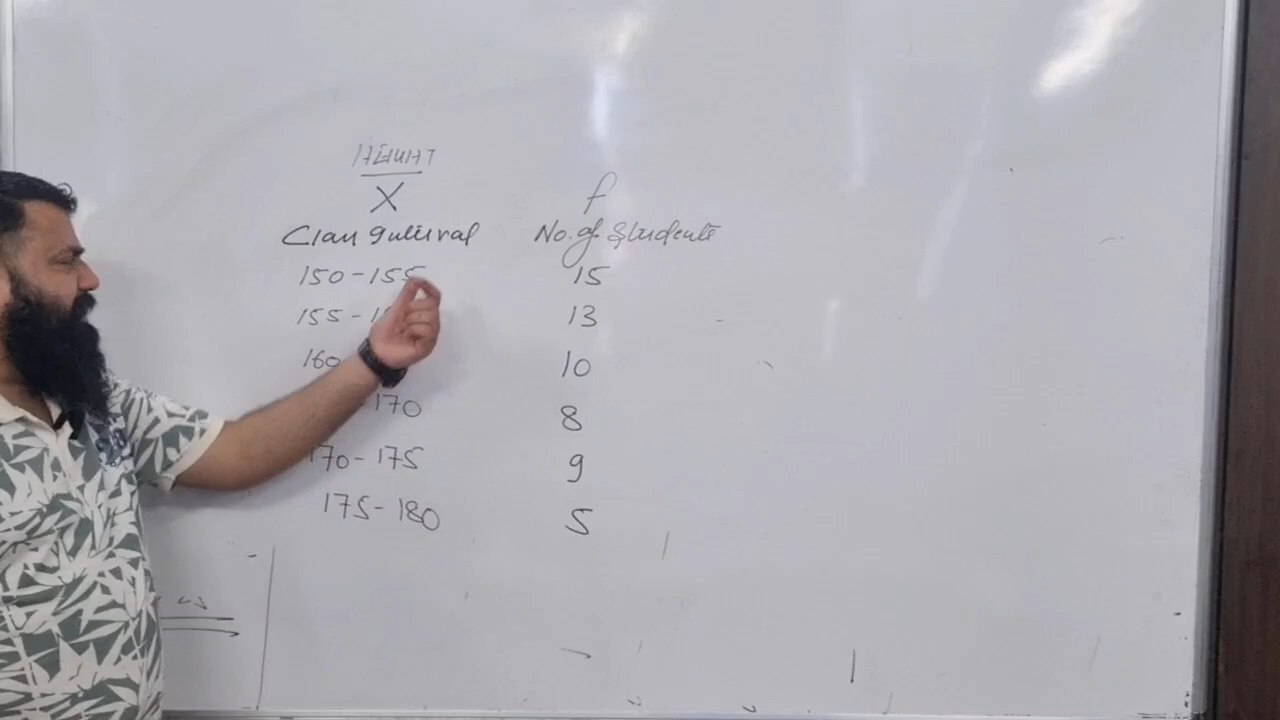 HEIGHT
X f
Class Interval No. of Students
150-155 15
155-1 13
160 10
170 8
170-175 9
175-180 5